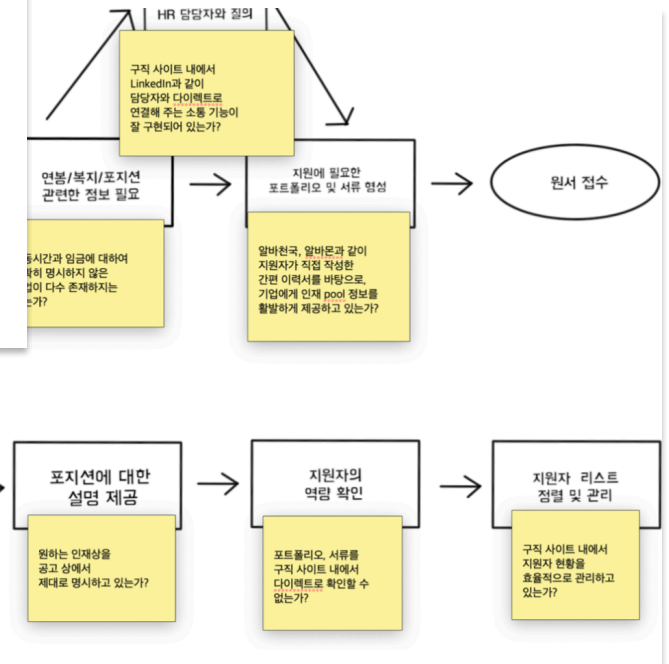 HR 담당자와 질의
구직 사이트 내에서
LinkedIn과 같이
담당자와 다이렉트로
연결해 주는 소통 기능이
잘 구현되어 있는가?
연봉/복지/포지션
관련한 정보 필요
지원에 필요한
포트폴리오 및 서류 형성
원서 접수
동시간과 임금에 대하여
확히 명시하지 않은
업이 다수 존재하지는
는가?
알바천국, 알바몬과 같이
지원자가 직접 작성한
간편 이력서를 바탕으로,
기업에게 인재 pool 정보를
활발하게 제공하고 있는가?
포지션에 대한
설명 제공
지원자의
역량 확인
지원자 리스트
정렬 및 관리
원하는 인재상을
공고 상에서
제대로 명시하고 있는가?
포트폴리오, 서류를
구직 사이트 내에서
다이렉트로 확인할 수
없는가?
구직 사이트 내에서
지원자 현황을
효율적으로 관리하고
있는가?